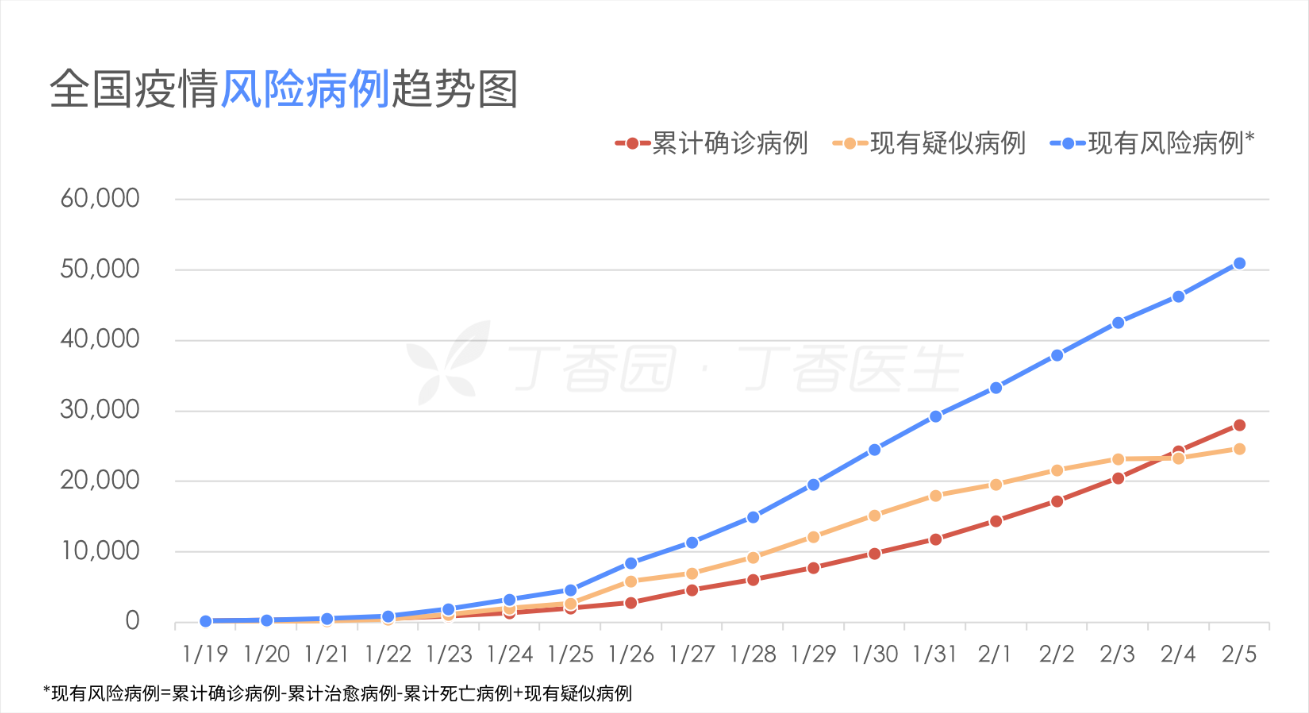 全国疫情风险病例趋势图
累计确诊病例 现有疑似病例 现有风险病例*
60,000
50,000
40,000
丁香园·丁香医生
30,000
20,000
10,000
0
1/19 1/20 1/21 1/22 1/23 1/24 1/25 1/26 1/27 1/28 1/29 1/30 1/31 2/1 2/2 2/3 2/4 2/5
*现有风险病例=累计确诊病例-累计治愈病例-累计死亡病例+现有疑似病例